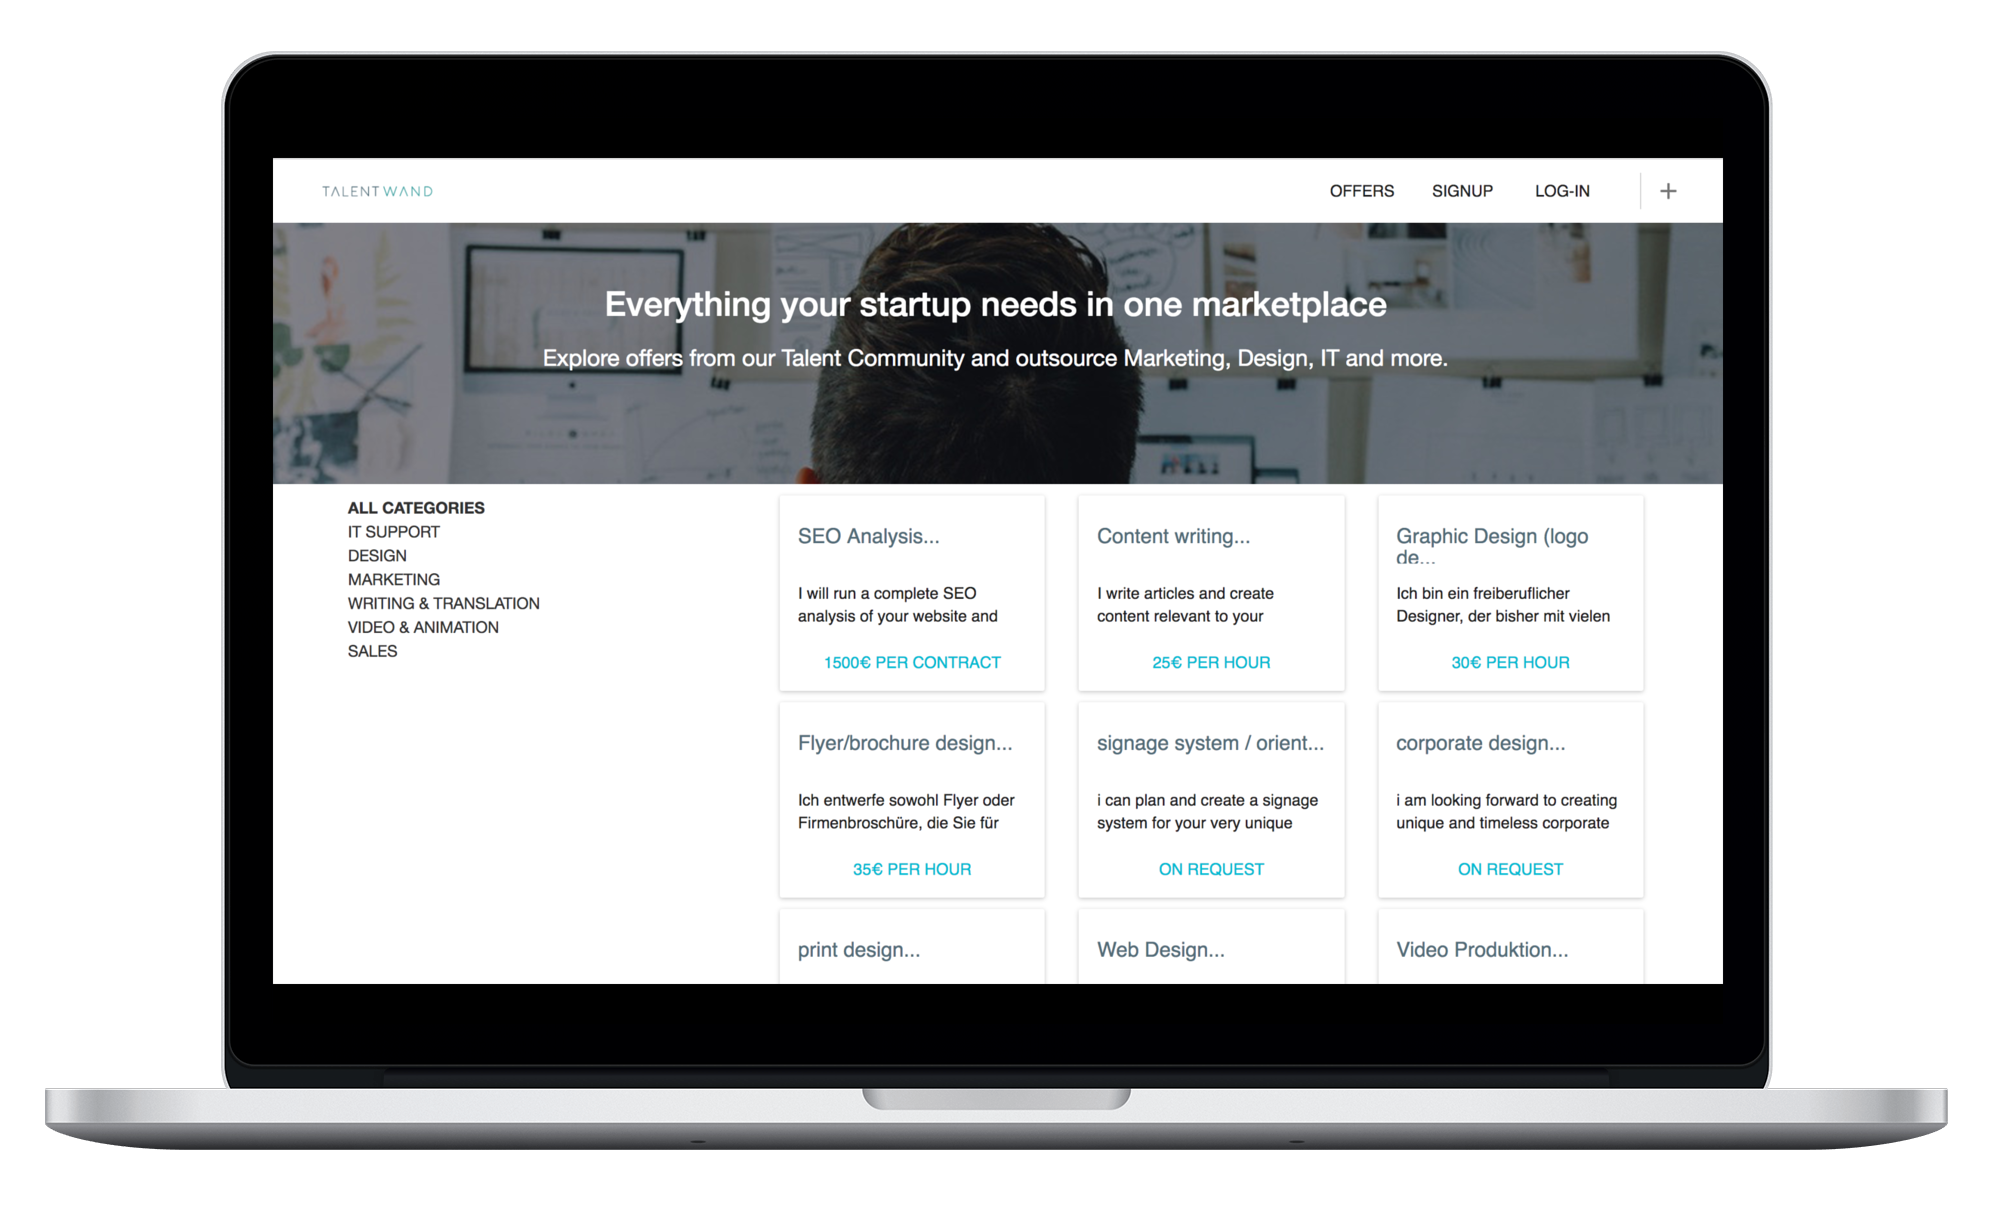 TALENTWAND
OFFERS
SIGNUP
LOG-IN
+
Everything your startup needs in one marketplace
Explore offers from our Talent Community and outsource Marketing, Design, IT and more.
ALL CATEGORIES
IT SUPPORT
DESIGN
MARKETING
WRITING & TRANSLATION
VIDEO & ANIMATION
SALES
SEO Analysis...
I will run a complete SEO
analysis of your website and
1500€ PER CONTRACT
Content writing...
I write articles and create
content relevant to your
25€ PER HOUR
Graphic Design (logo
de...
Ich bin ein freiberuflicher
Designer, der bisher mit vielen
30€ PER HOUR
Flyer/brochure design...
Ich entwerfe sowohl Flyer oder
Firmenbroschüre, die Sie für
35€ PER HOUR
signage system / orient...
i can plan and create a signage
system for your very unique
ON REQUEST
corporate design...
i am looking forward to creating
unique and timeless corporate
ON REQUEST
print design...
Web Design...
Video Produktion...